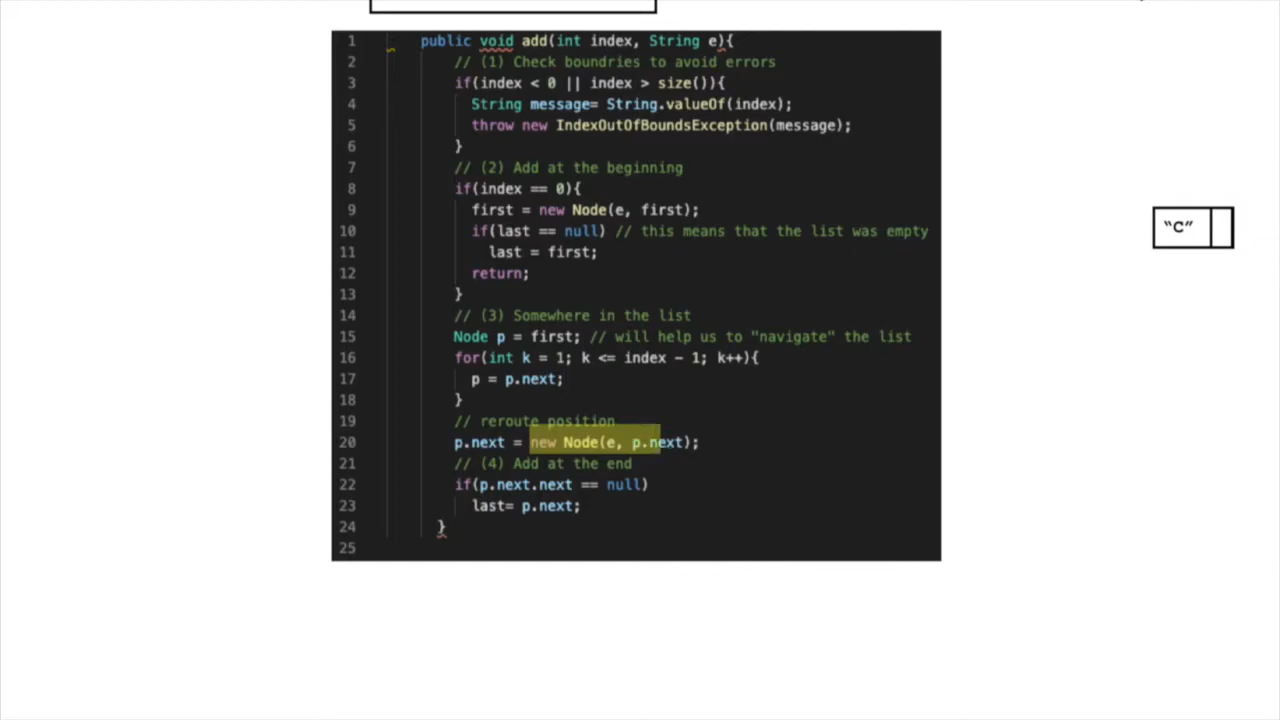 1 public void add(int index, String e){
2 // (1) Check boundries to avoid errors
3 if(index < 0 || index > size()){
4 String message= String.valueOf(index);
5 throw new IndexOutOfBoundsException(message);
6 }
7 // (2) Add at the beginning
8 if(index == 0){
9 first = new Node(e, first);
10 if(last == null) // this means that the list was empty
11 last = first;
12 return;
13 }
14 // (3) Somewhere in the list
15 Node p = first; // will help us to "navigate" the list
16 for(int k = 1; k <= index - 1; k++){
17 p = p.next;
18 }
19 // reroute position
20 p.next = new Node(e, p.next);
21 // (4) Add at the end
22 if(p.next.next == null)
23 last= p.next;
24 }
25
“C”